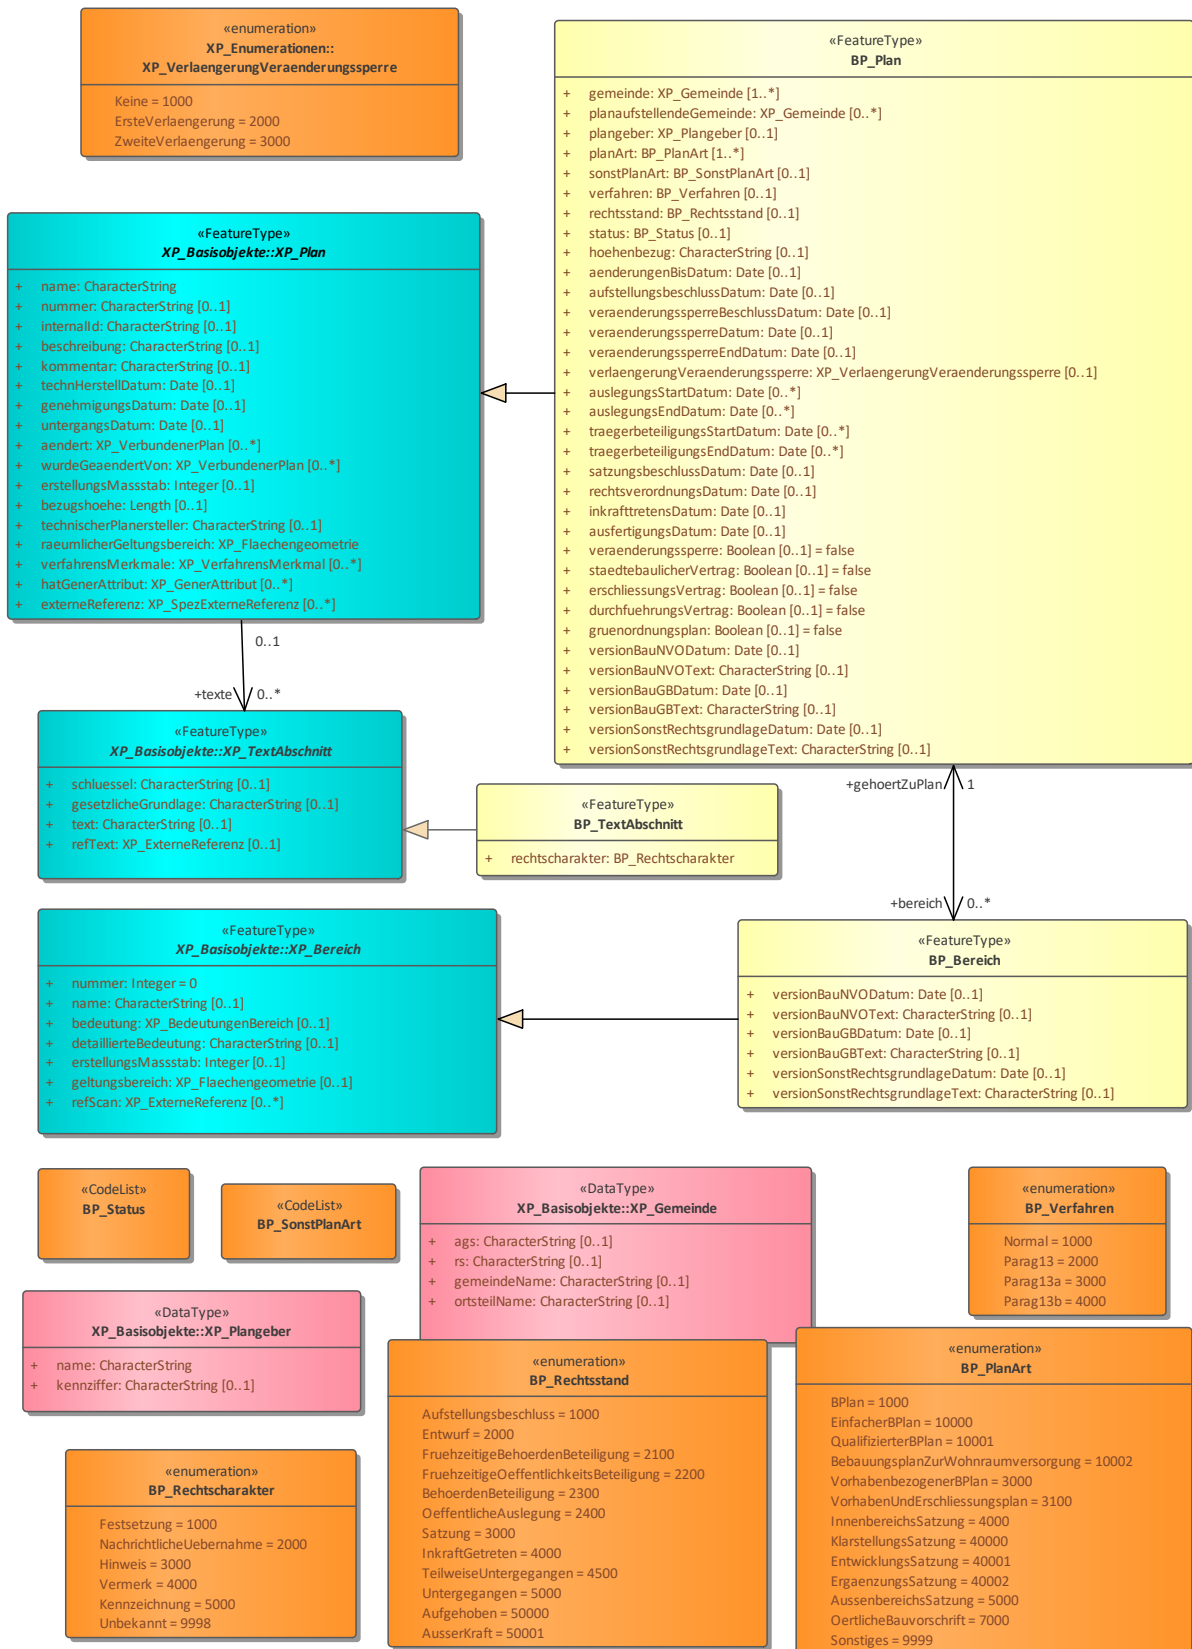 «enumeration»
XP_Enumerationen::
XP_VerlaengerungVeraenderungssperre
Keine = 1000
ErsteVerlaengerung = 2000
ZweiteVerlaengerung = 3000
«FeatureType»
BP_Plan
+ gemeinde: XP_Gemeinde [1..*]
+ planaufstellendeGemeinde: XP_Gemeinde [0..*]
+ plangeber: XP_Plangeber [0..1]
+ planArt: BP_PlanArt [1..*]
+ sonstPlanArt: BP_SonstPlanArt [0..1]
+ verfahren: BP_Verfahren [0..1]
+ rechtsstand: BP_Rechtsstand [0..1]
+ status: BP_Status [0..1]
+ hoehenbezug: CharacterString [0..1]
+ aenderungenBisDatum: Date [0..1]
+ aufstellungsbeschlussDatum: Date [0..1]
+ veraenderungssperreBeschlussDatum: Date [0..1]
+ veraenderungssperreDatum: Date [0..1]
+ veraenderungssperreEndDatum: Date [0..1]
+ verlaengerungVeraenderungssperre: XP_VerlaengerungVeraenderungssperre [0..1]
+ auslegungsStartDatum: Date [0..*]
+ auslegungsEndDatum: Date [0..*]
+ traegerbeteiligungsStartDatum: Date [0..*]
+ traegerbeteiligungsEndDatum: Date [0..*]
+ satzungsbeschlussDatum: Date [0..1]
+ rechtsverordnungsDatum: Date [0..1]
+ inkrafttretensDatum: Date [0..1]
+ ausfertigungsDatum: Date [0..1]
+ veraenderungssperre: Boolean [0..1] = false
+ staedtebaulicherVertrag: Boolean [0..1] = false
+ erschliessungsVertrag: Boolean [0..1] = false
+ durchfuehrungsVertrag: Boolean [0..1] = false
+ gruenordnungsplan: Boolean [0..1] = false
+ versionBauNVODatum: Date [0..1]
+ versionBauNVOText: CharacterString [0..1]
+ versionBauGBDatum: Date [0..1]
+ versionBauGBText: CharacterString [0..1]
+ versionSonstRechtsgrundlageDatum: Date [0..1]
+ versionSonstRechtsgrundlageText: CharacterString [0..1]
«FeatureType»
XP_Basisobjekte::XP_Plan
+ name: CharacterString
+ nummer: CharacterString [0..1]
+ internalId: CharacterString [0..1]
+ beschreibung: CharacterString [0..1]
+ kommentar: CharacterString [0..1]
+ technHerstellDatum: Date [0..1]
+ genehmigungsDatum: Date [0..1]
+ untergangsDatum: Date [0..1]
+ aendert: XP_VerbundenerPlan [0..*]
+ wurdeGeaendertVon: XP_VerbundenerPlan [0..*]
+ erstellungsMassstab: Integer [0..1]
+ bezugshoehe: Length [0..1]
+ technischerPlanersteller: CharacterString [0..1]
+ raeumlicherGeltungsbereich: XP_Flaechengeometrie
+ verfahrensMerkmale: XP_VerfahrensMerkmal [0..*]
+ hatGenerAttribut: XP_GenerAttribut [0..*]
+ externeReferenz: XP_SpezExterneReferenz [0..*]
0..1
+texte 0..*
«FeatureType»
XP_Basisobjekte::XP_TextAbschnitt
+ schluessel: CharacterString [0..1]
+ gesetzlicheGrundlage: CharacterString [0..1]
+ text: CharacterString [0..1]
+ refText: XP_ExterneReferenz [0..1]
«FeatureType»
BP_TextAbschnitt
+ rechtscharakter: BP_Rechtscharakter
+gehoertZuPlan 1
+bereich 0..*
«FeatureType»
XP_Basisobjekte::XP_Bereich
+ nummer: Integer = 0
+ name: CharacterString [0..1]
+ bedeutung: XP_BedeutungenBereich [0..1]
+ detaillierteBedeutung: CharacterString [0..1]
+ erstellungsMassstab: Integer [0..1]
+ geltungsbereich: XP_Flaechengeometrie [0..1]
+ refScan: XP_ExterneReferenz [0..*]
«FeatureType»
BP_Bereich
+ versionBauNVODatum: Date [0..1]
+ versionBauNVOText: CharacterString [0..1]
+ versionBauGBDatum: Date [0..1]
+ versionBauGBText: CharacterString [0..1]
+ versionSonstRechtsgrundlageDatum: Date [0..1]
+ versionSonstRechtsgrundlageText: CharacterString [0..1]
«CodeList»
BP_Status
«CodeList»
BP_SonstPlanArt
«DataType»
XP_Basisobjekte::XP_Gemeinde
+ ags: CharacterString [0..1]
+ rs: CharacterString [0..1]
+ gemeindeName: CharacterString [0..1]
+ ortsteilName: CharacterString [0..1]
«enumeration»
BP_Verfahren
Normal = 1000
Parag13 = 2000
Parag13a = 3000
Parag13b = 4000
«DataType»
XP_Basisobjekte::XP_Plangeber
+ name: CharacterString
+ kennziffer: CharacterString [0..1]
«enumeration»
BP_Rechtsstand
Aufstellungsbeschluss = 1000
Entwurf = 2000
FruehzeitigeBehoerdenBeteiligung = 2100
FruehzeitigeOeffentlichkeitsBeteiligung = 2200
BehoerdenBeteiligung = 2300
OeffentlicheAuslegung = 2400
Satzung = 3000
InkraftGetreten = 4000
TeilweiseUntergegangen = 4500
Untergegangen = 5000
Aufgehoben = 50000
AusserKraft = 50001
«enumeration»
BP_PlanArt
BPlan = 1000
EinfacherBPlan = 10000
QualifizierterBPlan = 10001
BebauungsplanZurWohnraumversorgung = 10002
VorhabenbezogenerBPlan = 3000
VorhabenUndErschliessungsplan = 3100
InnenbereichsSatzung = 4000
KlarstellungsSatzung = 40000
EntwicklungsSatzung = 40001
ErgaenzungsSatzung = 40002
AussenbereichsSatzung = 5000
OertlicheBauvorschrift = 7000
Sonstiges = 9999
«enumeration»
BP_Rechtscharakter
Festsetzung = 1000
NachrichtlicheUebernahme = 2000
Hinweis = 3000
Vermerk = 4000
Kennzeichnung = 5000
Unbekannt = 9998